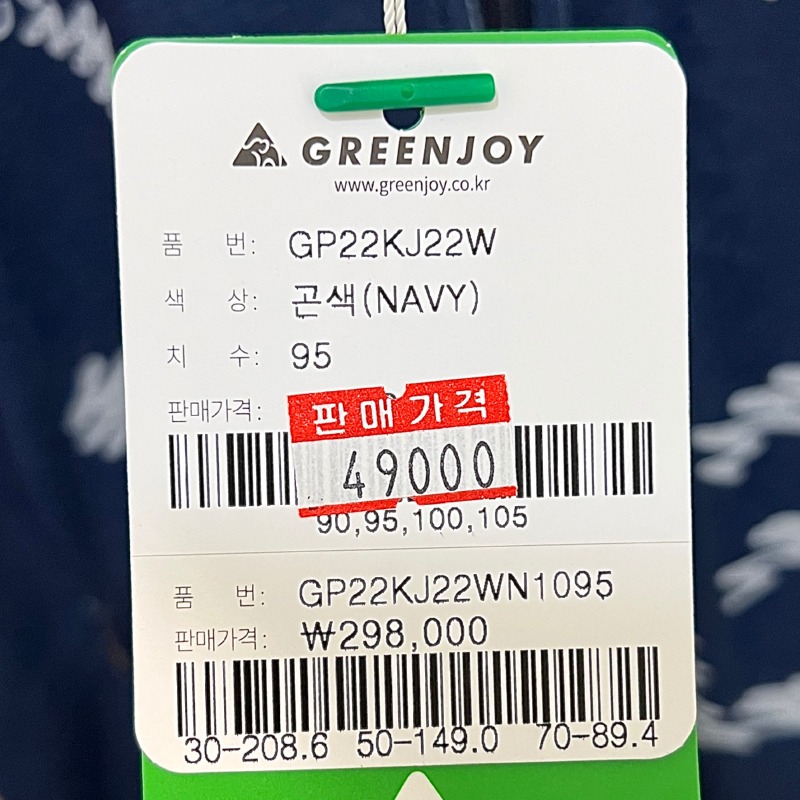 GREENJOY
www.greenjoy.co.kr
품 번: GP22KJ22W
색 상:곤색(NAVY)
치 수: 95
판매가격: 판매가격
49000
90,95,100,105
품 번: GP22KJ22WN1095
판매가격: ₩298,000
30-208.6 50-149.0 70-89.4